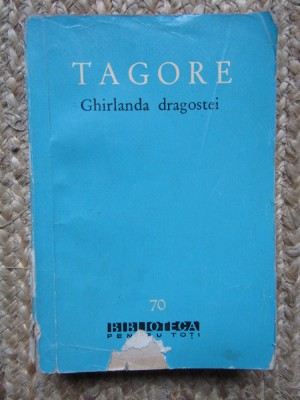 TAGORE
Ghirlanda dragostei
70
BIBLIOTECA
PENTRU TOȚI